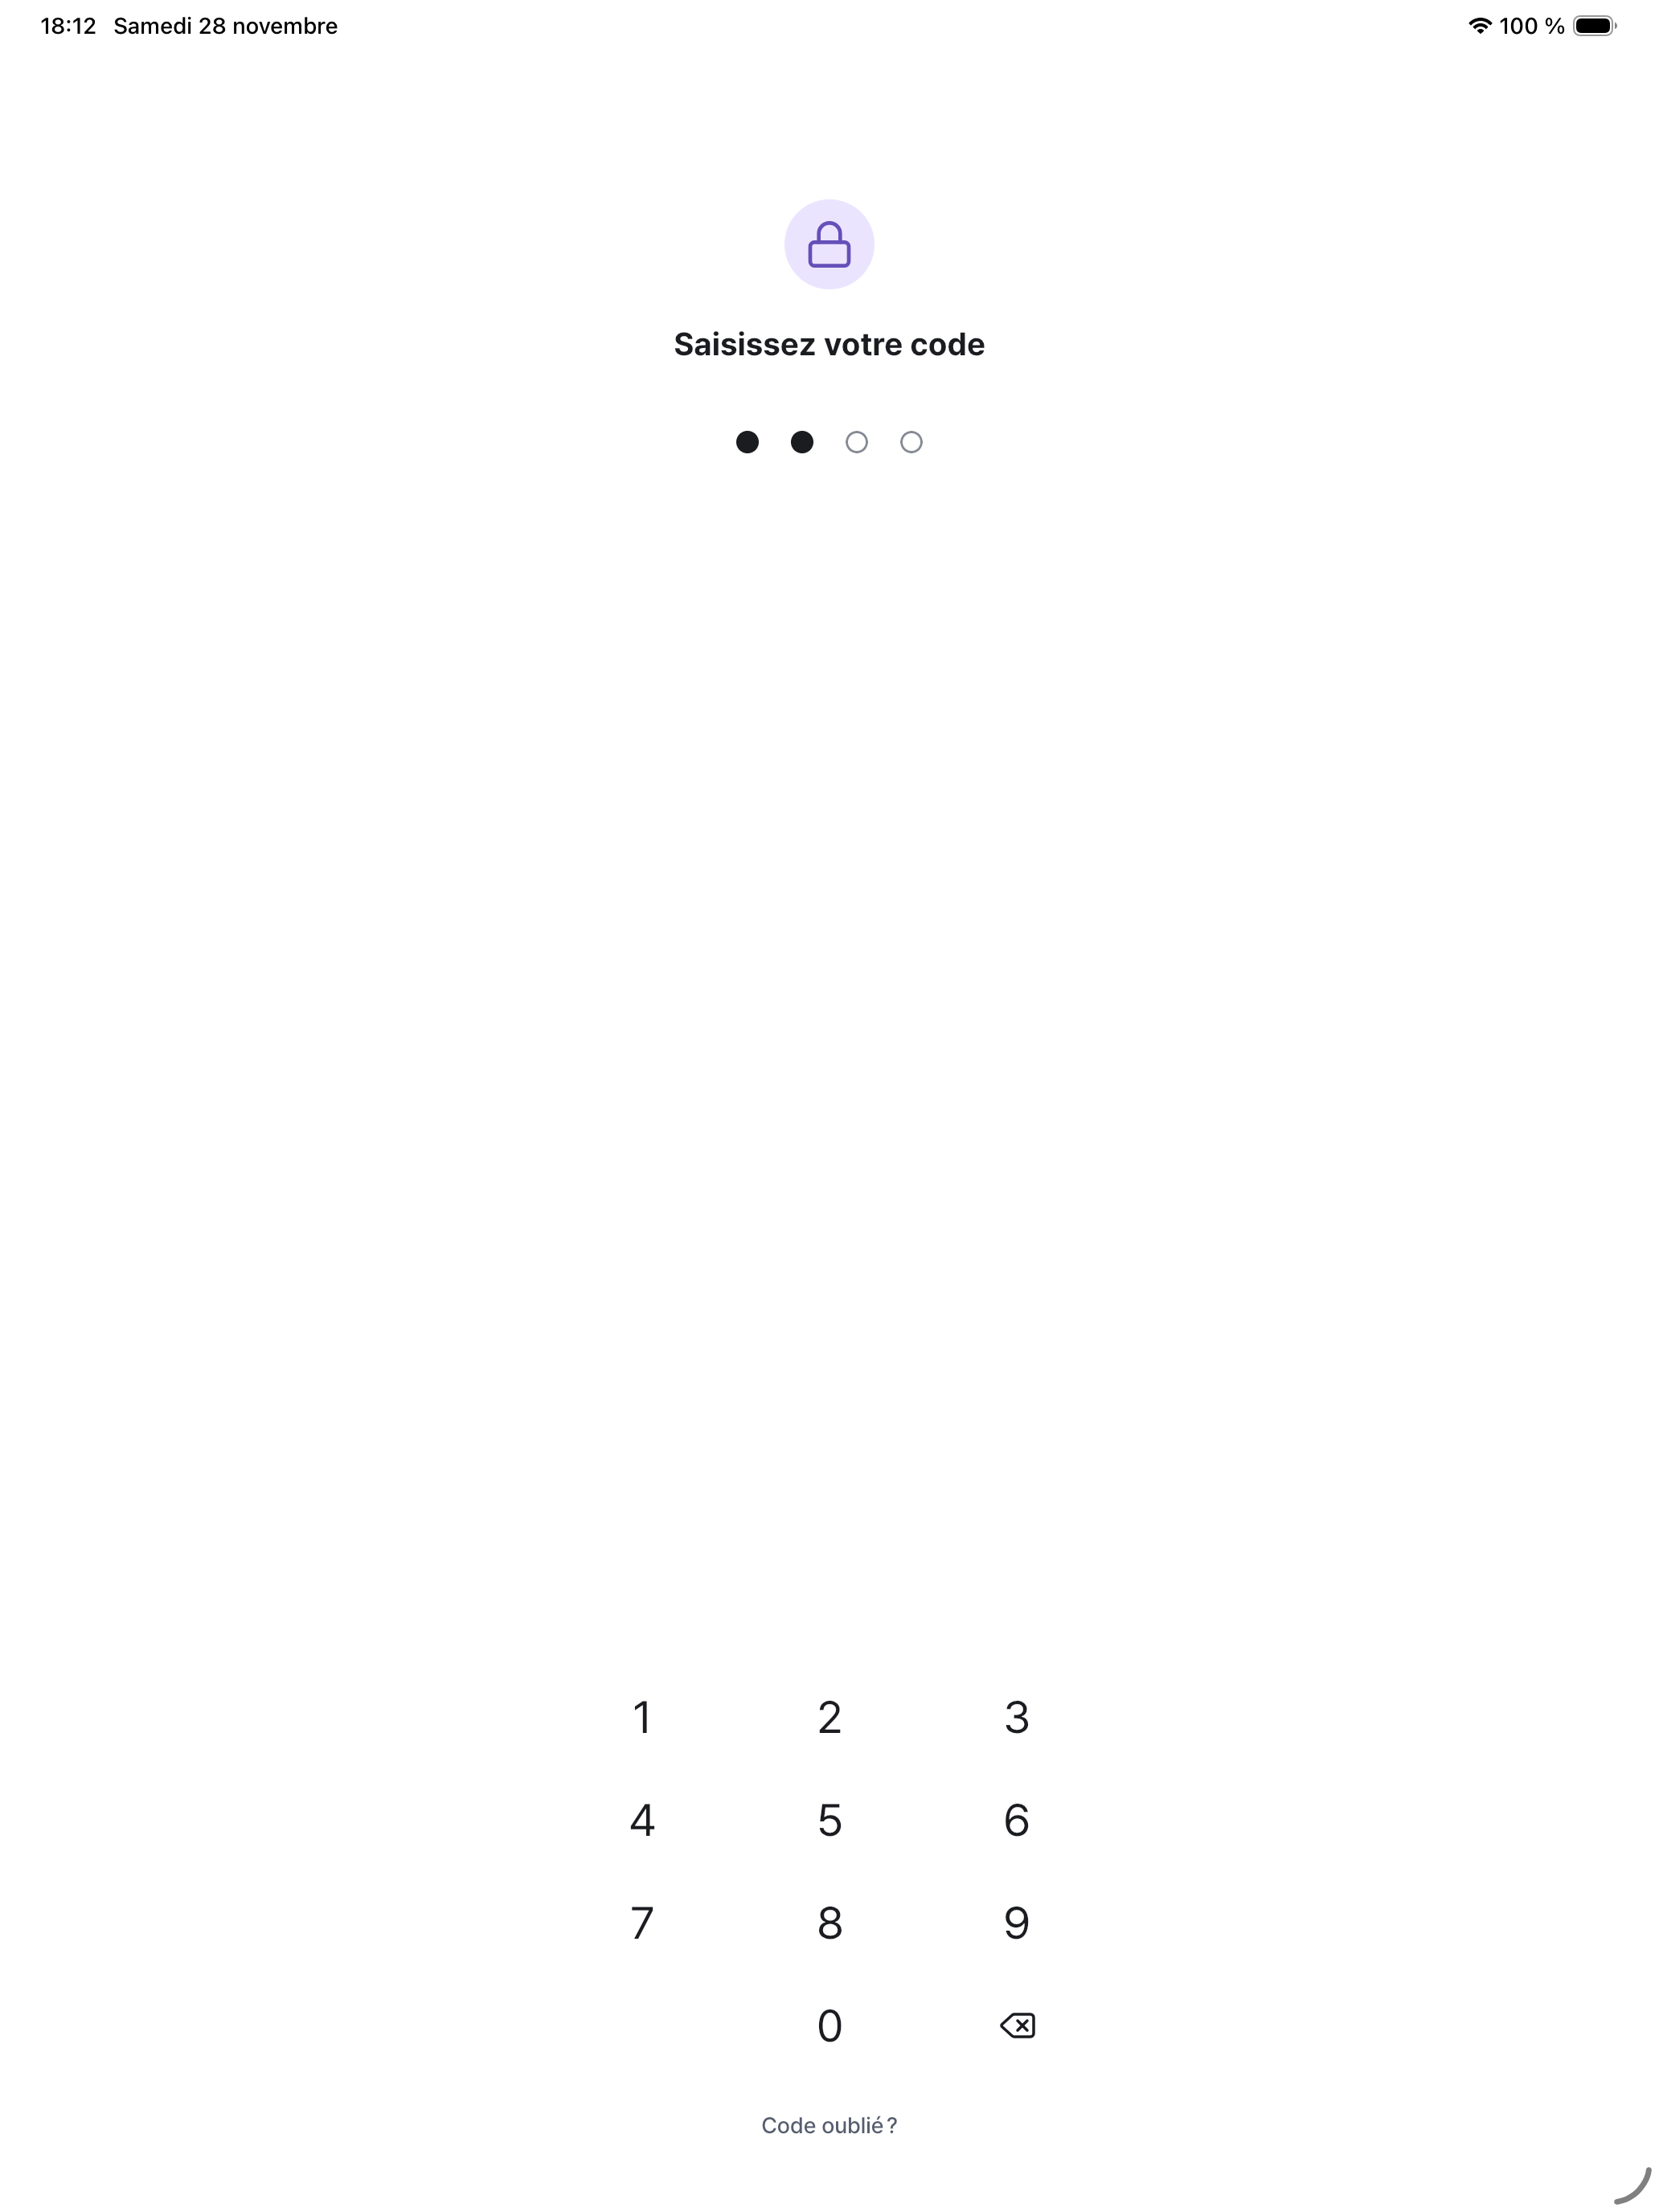 18:12 Samedi 28 novembre 100 %
Saisissez votre code
1 2 3
4 5 6
7 8 9
0
Code oublié ?